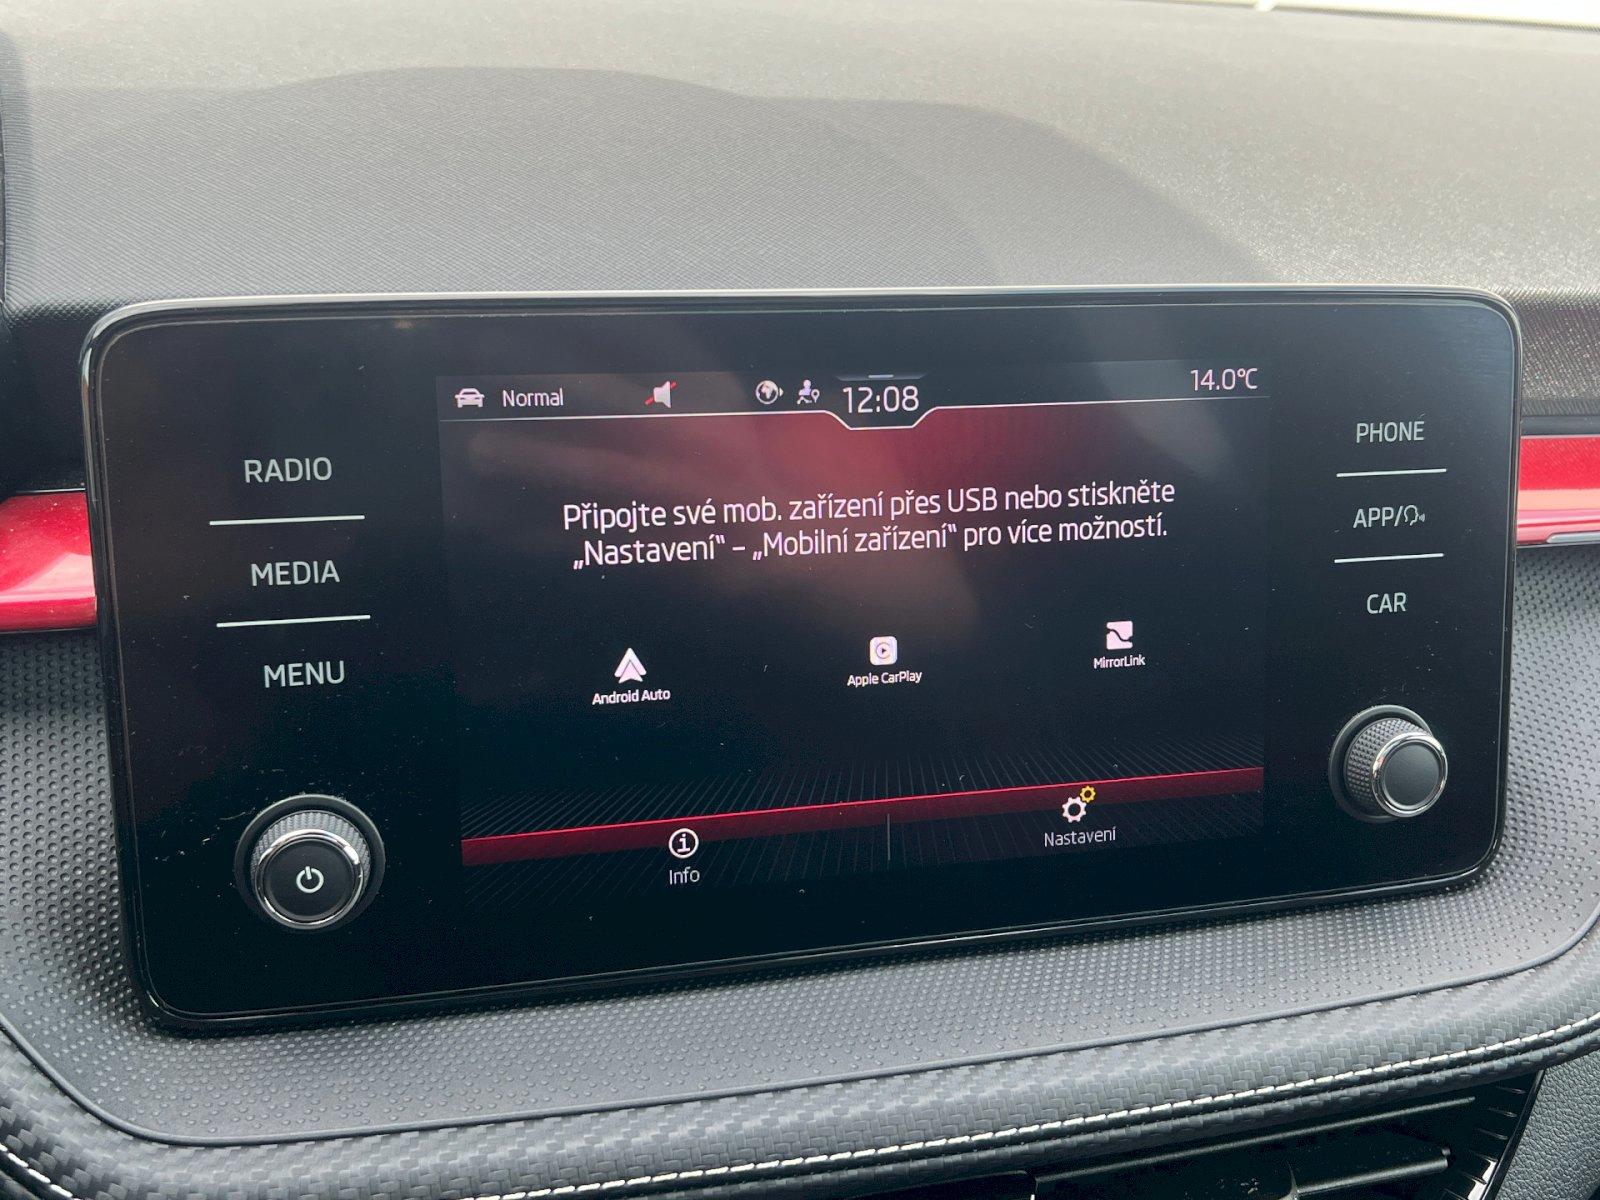 Normal
12:08
14.0°C
RADIO
MEDIA
MENU
Připojte své mob. zařízení přes USB nebo stiskněte
„Nastavení“ – „Mobilní zařízení“ pro více možností.
Android Auto
Apple CarPlay
MirrorLink
Info
Nastavení
PHONE
APP/
CAR